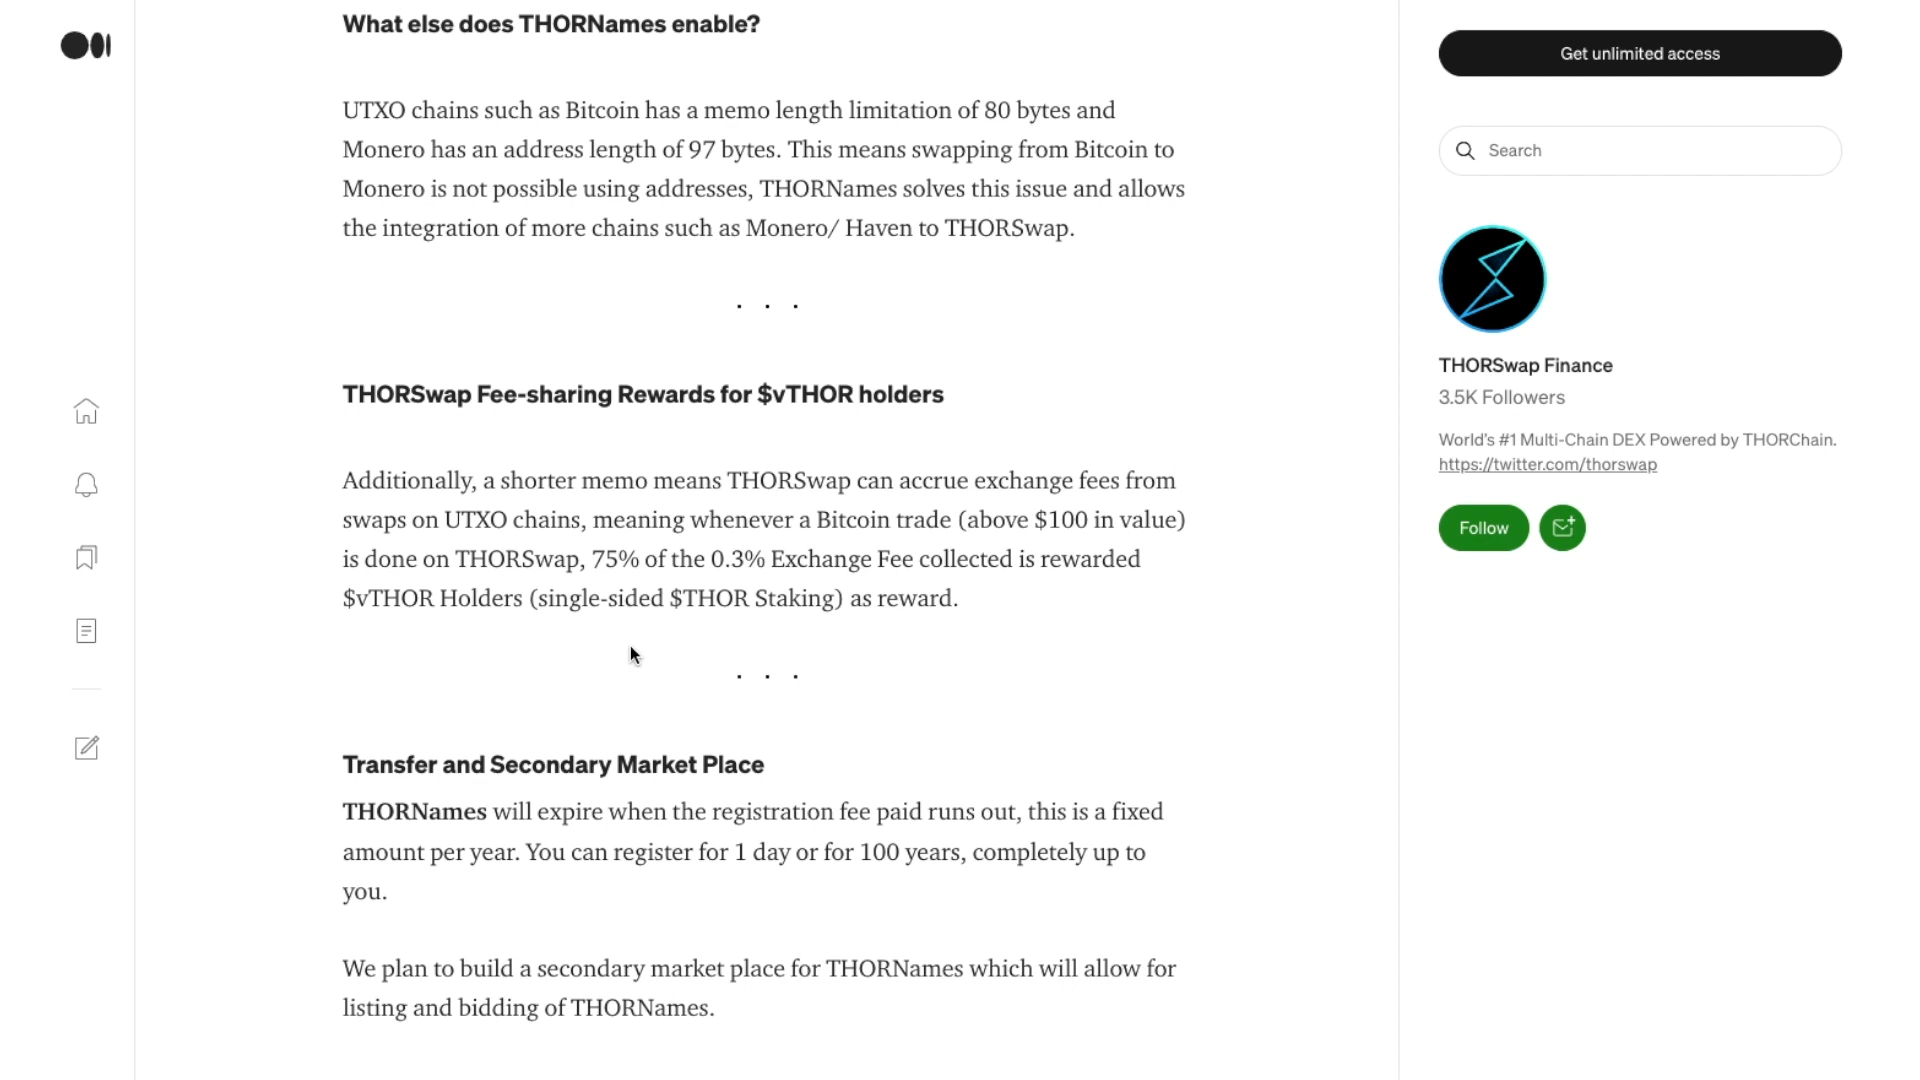 What else does THORNames enable?
UTXO chains such as Bitcoin has a memo length limitation of 80 bytes and
Monero has an address length of 97 bytes. This means swapping from Bitcoin to
Monero is not possible using addresses, THORNames solves this issue and allows
the integration of more chains such as Monero/ Haven to THORSwap.
. . .
THORSwap Fee-sharing Rewards for $vTHOR holders
Additionally, a shorter memo means THORSwap can accrue exchange fees from
swaps on UTXO chains, meaning whenever a Bitcoin trade (above $100 in value)
is done on THORSwap, 75% of the 0.3% Exchange Fee collected is rewarded
$vTHOR Holders (single-sided $THOR Staking) as reward.
. . .
Transfer and Secondary Market Place
THORNames will expire when the registration fee paid runs out, this is a fixed
amount per year. You can register for 1 day or for 100 years, completely up to
you.
We plan to build a secondary market place for THORNames which will allow for
listing and bidding of THORNames.
Get unlimited access
Search
THORSwap Finance
3.5K Followers
World's #1 Multi-Chain DEX Powered by THORChain.
https://twitter.com/thorswap
Follow